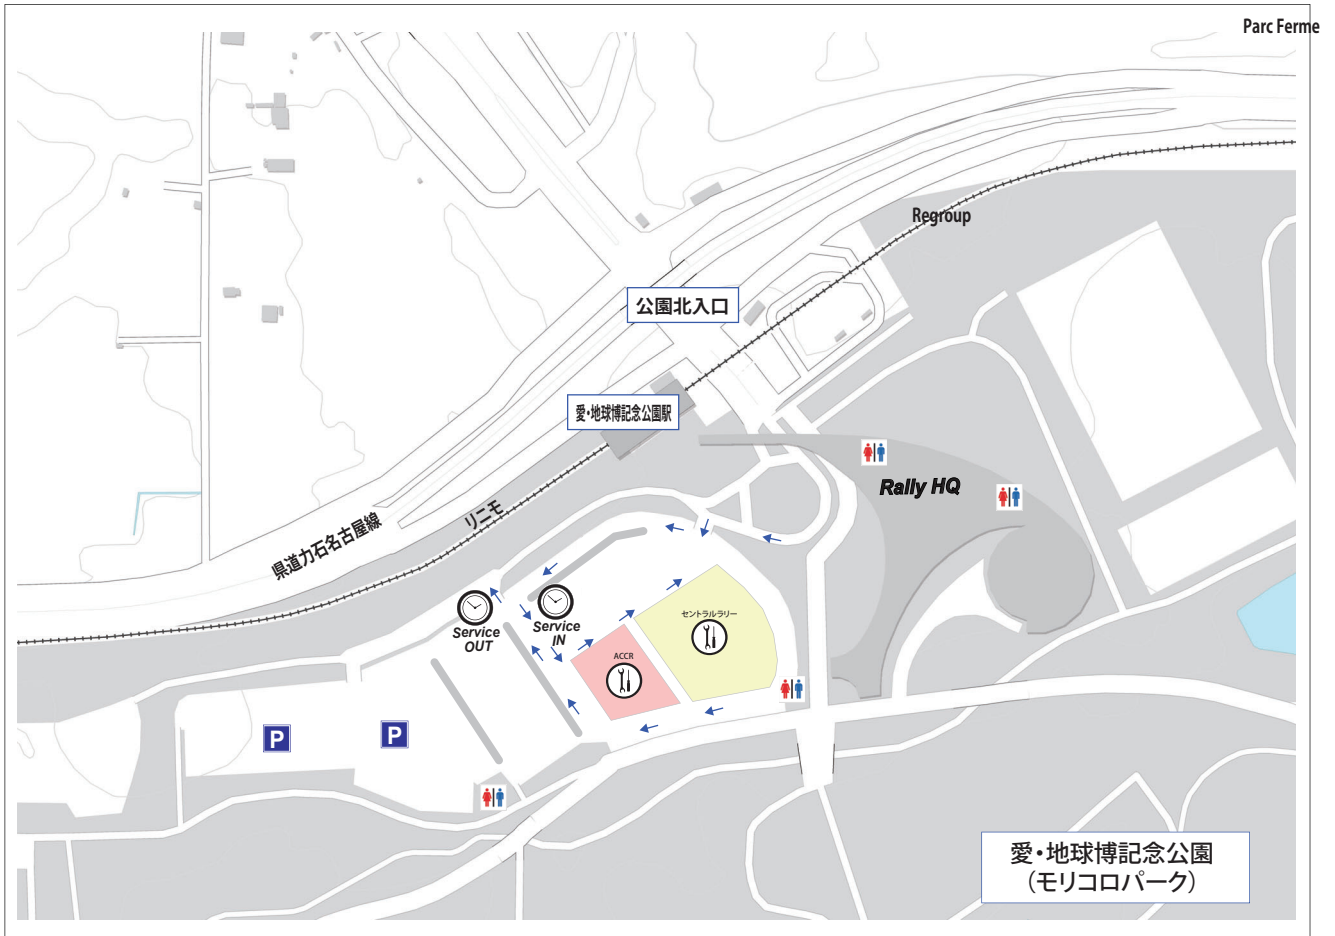 Parc Ferme
Regroup
公園北入口
愛・地球博記念公園駅
Rally HQ
リニモ
県道力石名古屋線
Service
OUT
Service
IN
セントラルラリー
ACCR
P
P
愛・地球博記念公園
（モリコロパーク）